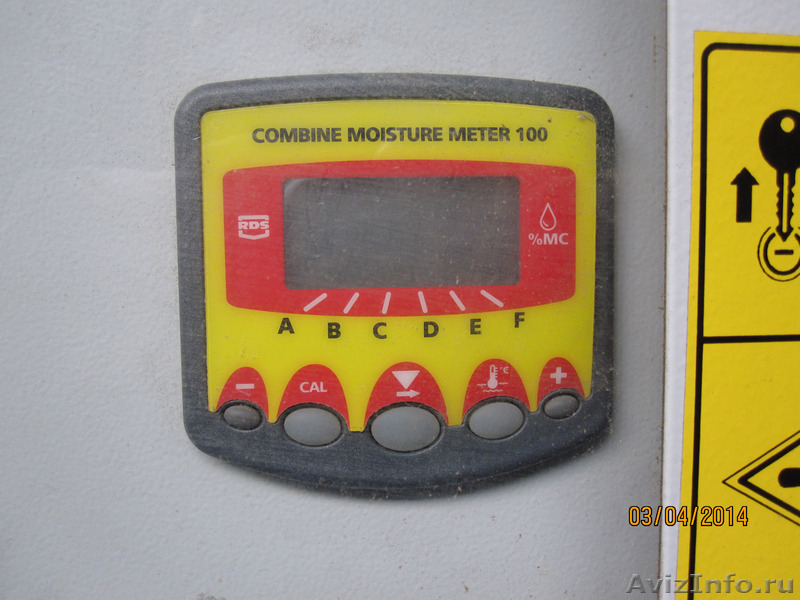 COMBINE MOISTURE METER 100
RDS
%MC
A B C D E F
- CAL °C +
03/04/2014
AvizInfo.ru